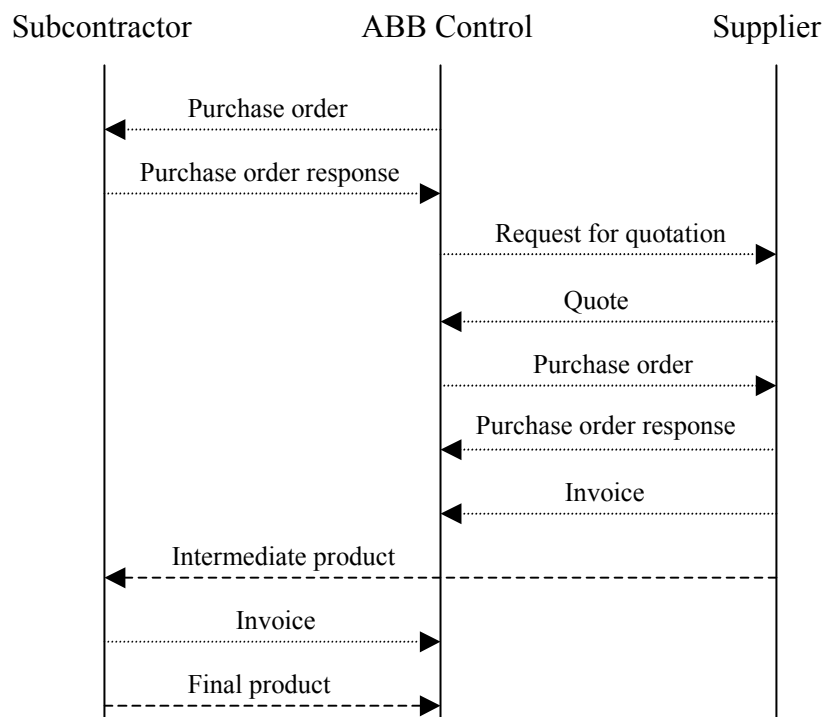 Subcontractor ABB Control Supplier
Purchase order
Purchase order response
Request for quotation
Quote
Purchase order
Purchase order response
Invoice
Intermediate product
Invoice
Final product